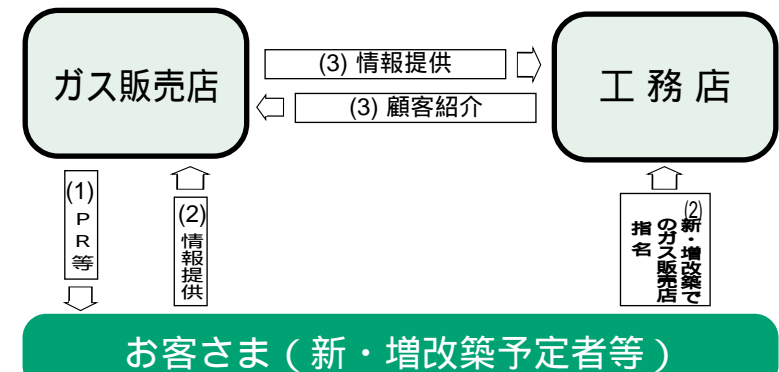 ガス販売店
(3) 情報提供
工務店
(3) 顧客紹介
(1)
PR等
(2)
情報提供
(2)
新・増改築で
のガス販売店
指名
お客さま(新・増改築予定者等)